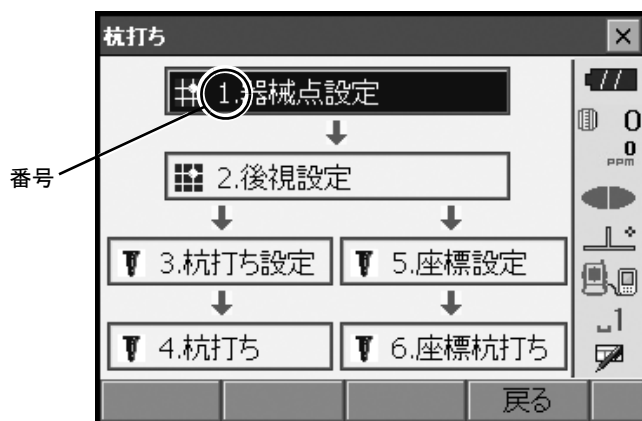 杭打ち
1.器械点設定
番号
2.後視設定
3.杭打ち設定
5.座標設定
4.杭打ち
6.座標杭打ち
0
0
PPM
1
戻る